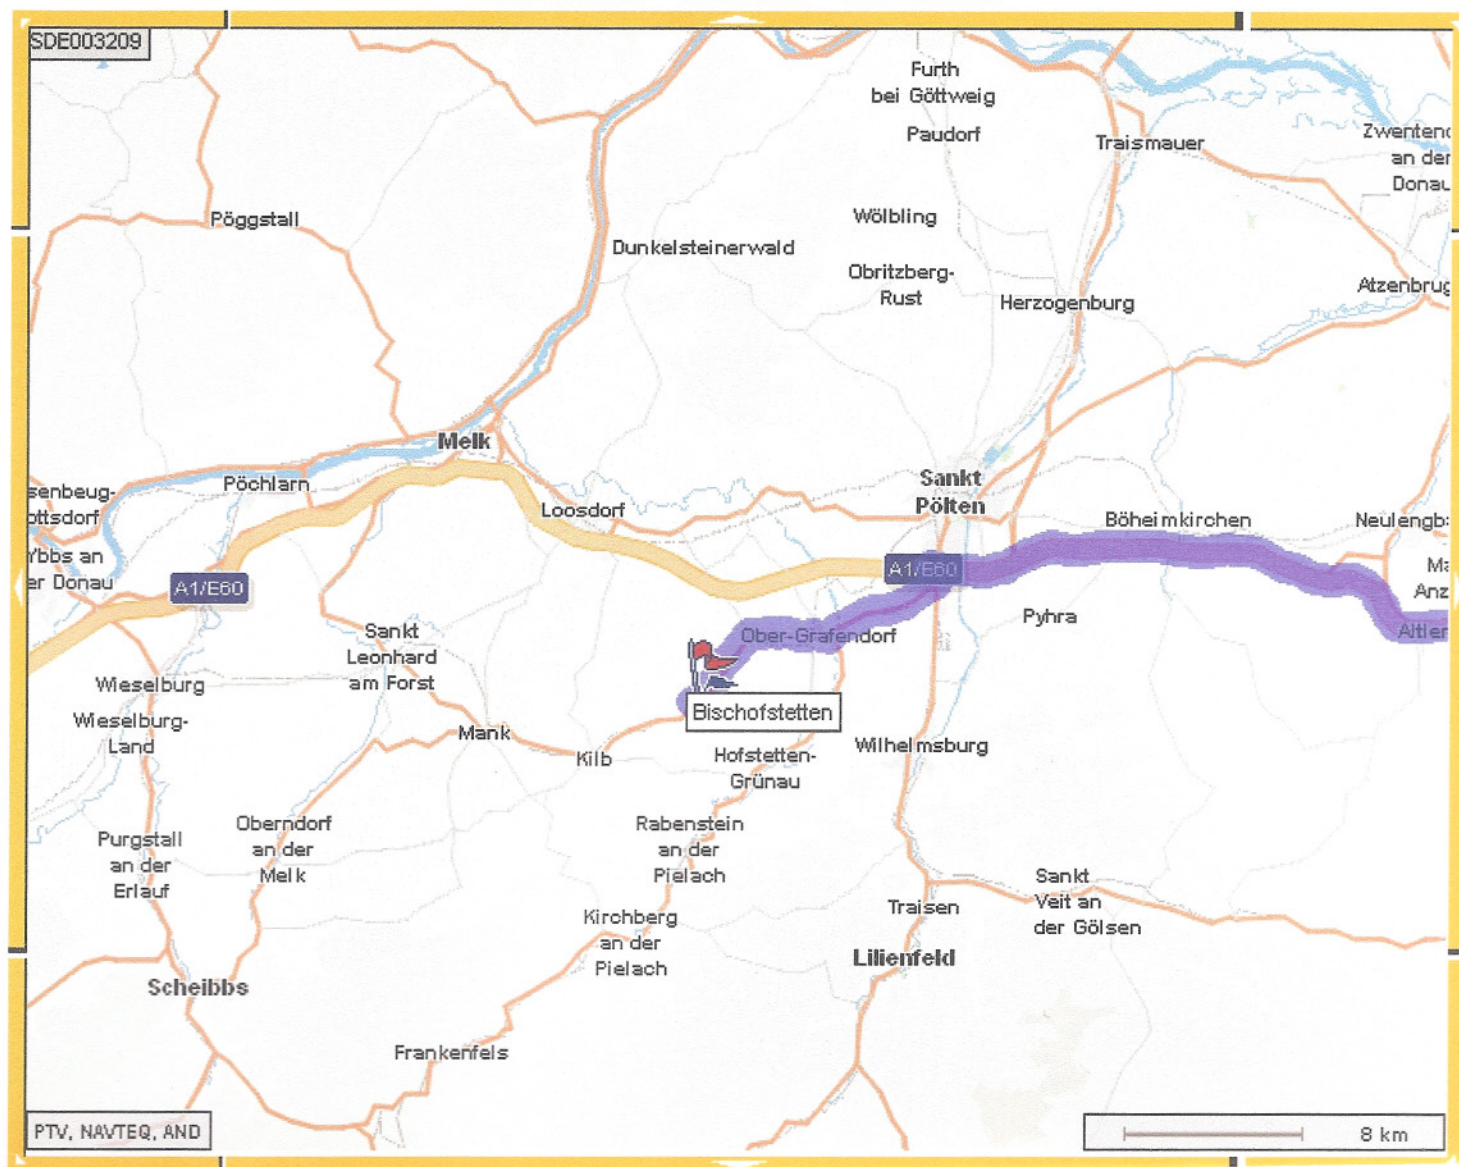 SDE003209
Furth
bei Göttweig
Paudorf
Traismauer
Zwentend
an der
Donau
Pöggstall
Wölbling
Dunkelsteinerwald
Obritzberg-
Rust
Herzogenburg
Atzenbrug
Melk
Pöchlarn
senbeug-
ottsdorf
Loosdorf
Sankt
Pölten
Böheimkirchen
Neulengb
Ybbs an
er Donau
A1/E60
A1/E60
Ma
Anz
Pyhra
Altlen
Sankt
Leonhard
am Forst
Ober-Grafendorf
Wieselburg
Wieselburg-
Land
Bischofstetten
Mank
Kilb
Hofstetten-
Grünau
Wilhelmsburg
Purgstall
an der
Erlauf
Oberndorf
an der
Melk
Rabenstein
an der
Pielach
Sankt
Veit an
der Gölsen
Traisen
Kirchberg
an der
Pielach
Lilienfeld
Scheibbs
Frankenfels
PTV, NAVTEQ, AND
8 km